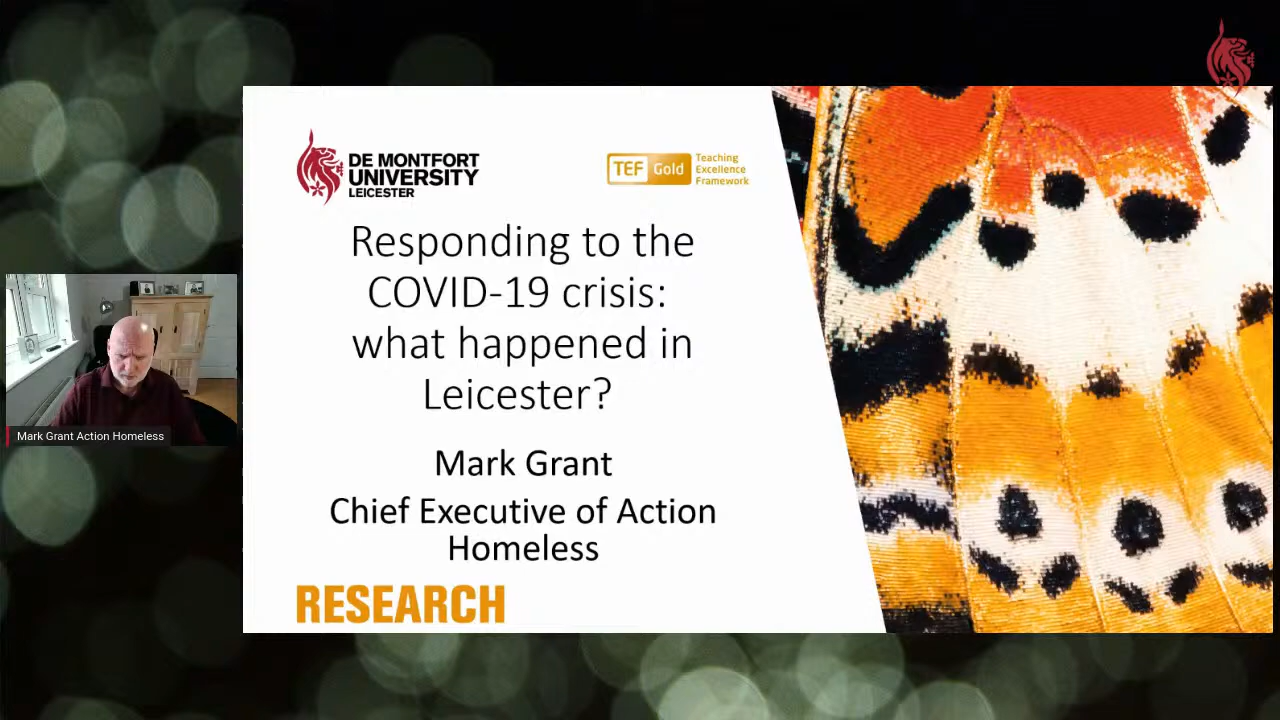 DE MONTFORT
UNIVERSITY
LEICESTER
TEF Gold
Teaching
Excellence
Framework
Responding to the
COVID-19 crisis:
what happened in
Leicester?
Mark Grant
Chief Executive of Action
Homeless
RESEARCH
Mark Grant Action Homeless